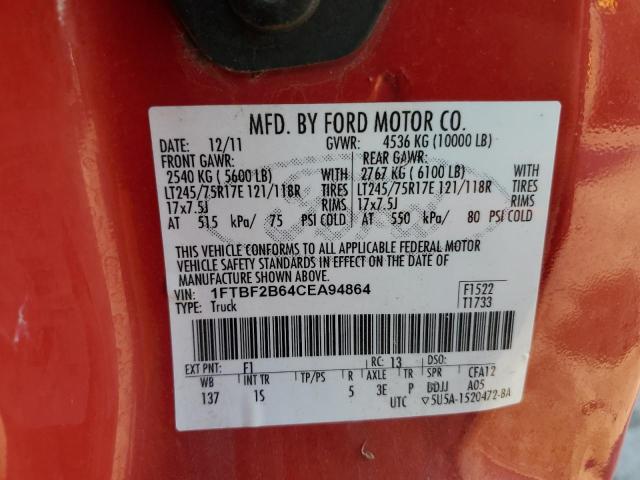 MFD. BY FORD MOTOR CO.
DATE: 12/11 GVWR: 4536 KG (10000 LB)
FRONT GAWR: REAR GAWR:
2540 KG ( 5600 LB) WITH 2767 KG ( 6100 LB) WITH
LT245/75R17E 121/118R TIRES LT245/75R17E 121/118R TIRES
17x7.5J RIMS 17x7.5J RIMS
AT 515 kPa/ 75 PSI COLD AT 550 kPa/ 80 PSI COLD
THIS VEHICLE CONFORMS TO ALL APPLICABLE FEDERAL MOTOR
VEHICLE SAFETY STANDARDS IN EFFECT ON THE DATE OF
MANUFACTURE SHOWN ABOVE.
VIN: 1FTBF2B64CEA94864 F1522
TYPE: Truck T1733
EXT PNT: F1 RC: 13 DSO:
WB INT TR TP/PS R AXLE TR SPR CFA12
137 1S 5 3E P BDJJ A05
UTC ▽5U5A-1520472-BA